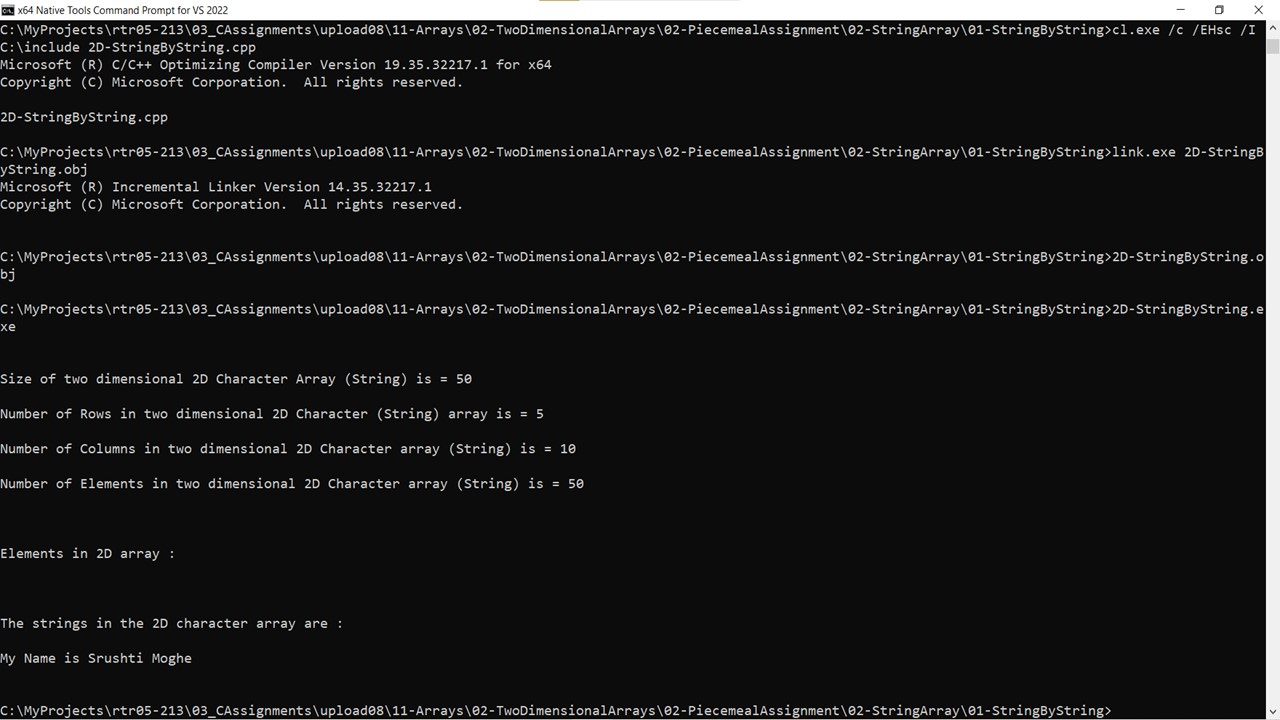 x64 Native Tools Command Prompt for VS 2022
C:\MyProjects\rtr05-213\03_CAssignments\upload08\11-Arrays\02-TwoDimensionalArrays\02-PiecemealAssignment\02-StringArray\01-StringByString>cl.exe /c /EHsc /I
C:\include 2D-StringByString.cpp
Microsoft (R) C/C++ Optimizing Compiler Version 19.35.32217.1 for x64
Copyright (C) Microsoft Corporation.  All rights reserved.
2D-StringByString.cpp
C:\MyProjects\rtr05-213\03_CAssignments\upload08\11-Arrays\02-TwoDimensionalArrays\02-PiecemealAssignment\02-StringArray\01-StringByString>link.exe 2D-StringB
yString.obj
Microsoft (R) Incremental Linker Version 14.35.32217.1
Copyright (C) Microsoft Corporation.  All rights reserved.
C:\MyProjects\rtr05-213\03_CAssignments\upload08\11-Arrays\02-TwoDimensionalArrays\02-PiecemealAssignment\02-StringArray\01-StringByString>2D-StringByString.o
bj
C:\MyProjects\rtr05-213\03_CAssignments\upload08\11-Arrays\02-TwoDimensionalArrays\02-PiecemealAssignment\02-StringArray\01-StringByString>2D-StringByString.e
xe
Size of two dimensional 2D Character Array (String) is = 50
Number of Rows in two dimensional 2D Character (String) array is = 5
Number of Columns in two dimensional 2D Character array (String) is = 10
Number of Elements in two dimensional 2D Character array (String) is = 50
Elements in 2D array :
The strings in the 2D character array are :
My Name is Srushti Moghe
C:\MyProjects\rtr05-213\03_CAssignments\upload08\11-Arrays\02-TwoDimensionalArrays\02-PiecemealAssignment\02-StringArray\01-StringByString>